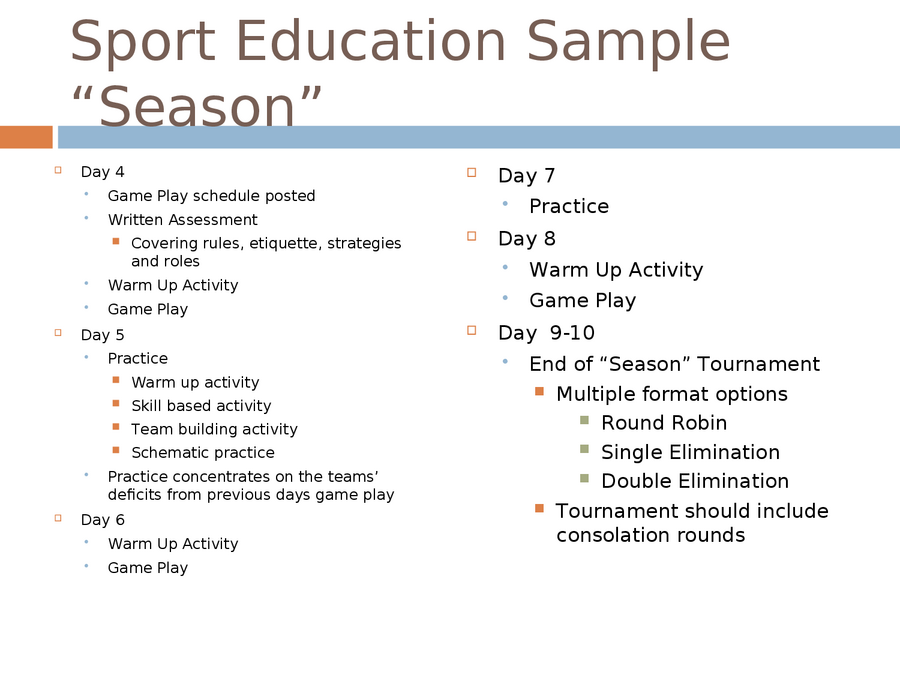 Sport Education Sample
“Season”
Day 4
Game Play schedule posted
Written Assessment
Covering rules, etiquette, strategies
and roles
Warm Up Activity
Game Play
Day 5
Practice
Warm up activity
Skill based activity
Team building activity
Schematic practice
Practice concentrates on the teams’
deficits from previous days game play
Day 6
Warm Up Activity
Game Play
Day 7
Practice
Day 8
Warm Up Activity
Game Play
Day  9-10
End of “Season” Tournament
Multiple format options
Round Robin
Single Elimination
Double Elimination
Tournament should include
consolation rounds